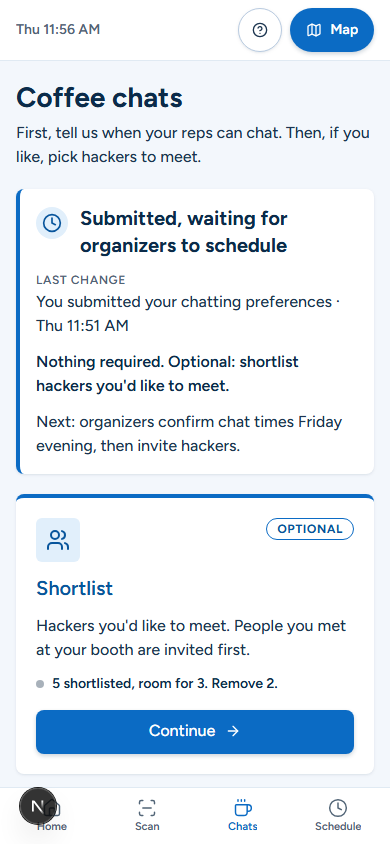 Thu 11:56 AM
Map
Coffee chats
First, tell us when your reps can chat. Then, if you
like, pick hackers to meet.
Submitted, waiting for
organizers to schedule
LAST CHANGE
You submitted your chatting preferences ·
Thu 11:51 AM
Nothing required. Optional: shortlist
hackers you'd like to meet.
Next: organizers confirm chat times Friday
evening, then invite hackers.
OPTIONAL
Shortlist
Hackers you'd like to meet. People you met
at your booth are invited first.
5 shortlisted, room for 3. Remove 2.
Continue
N
Home
Scan
Chats
Schedule